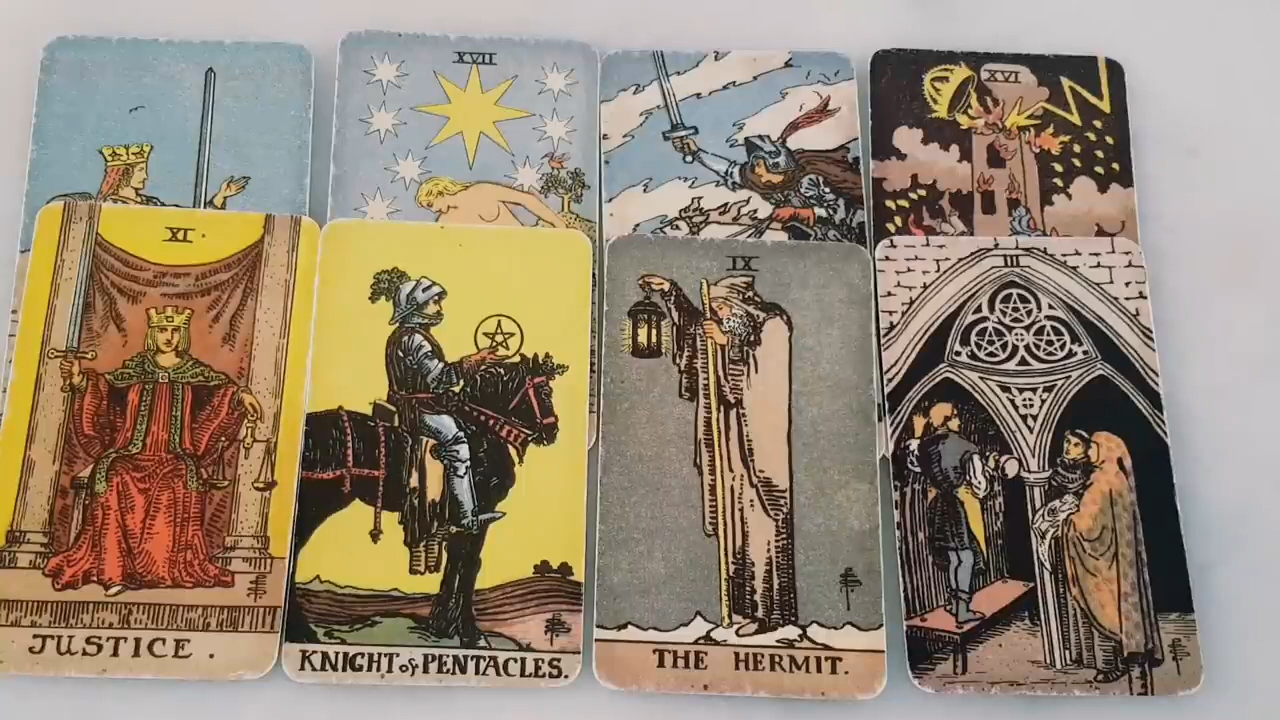 XVII
XVI
XI.
JUSTICE.
KNIGHT of PENTACLES.
IX
THE HERMIT.
III